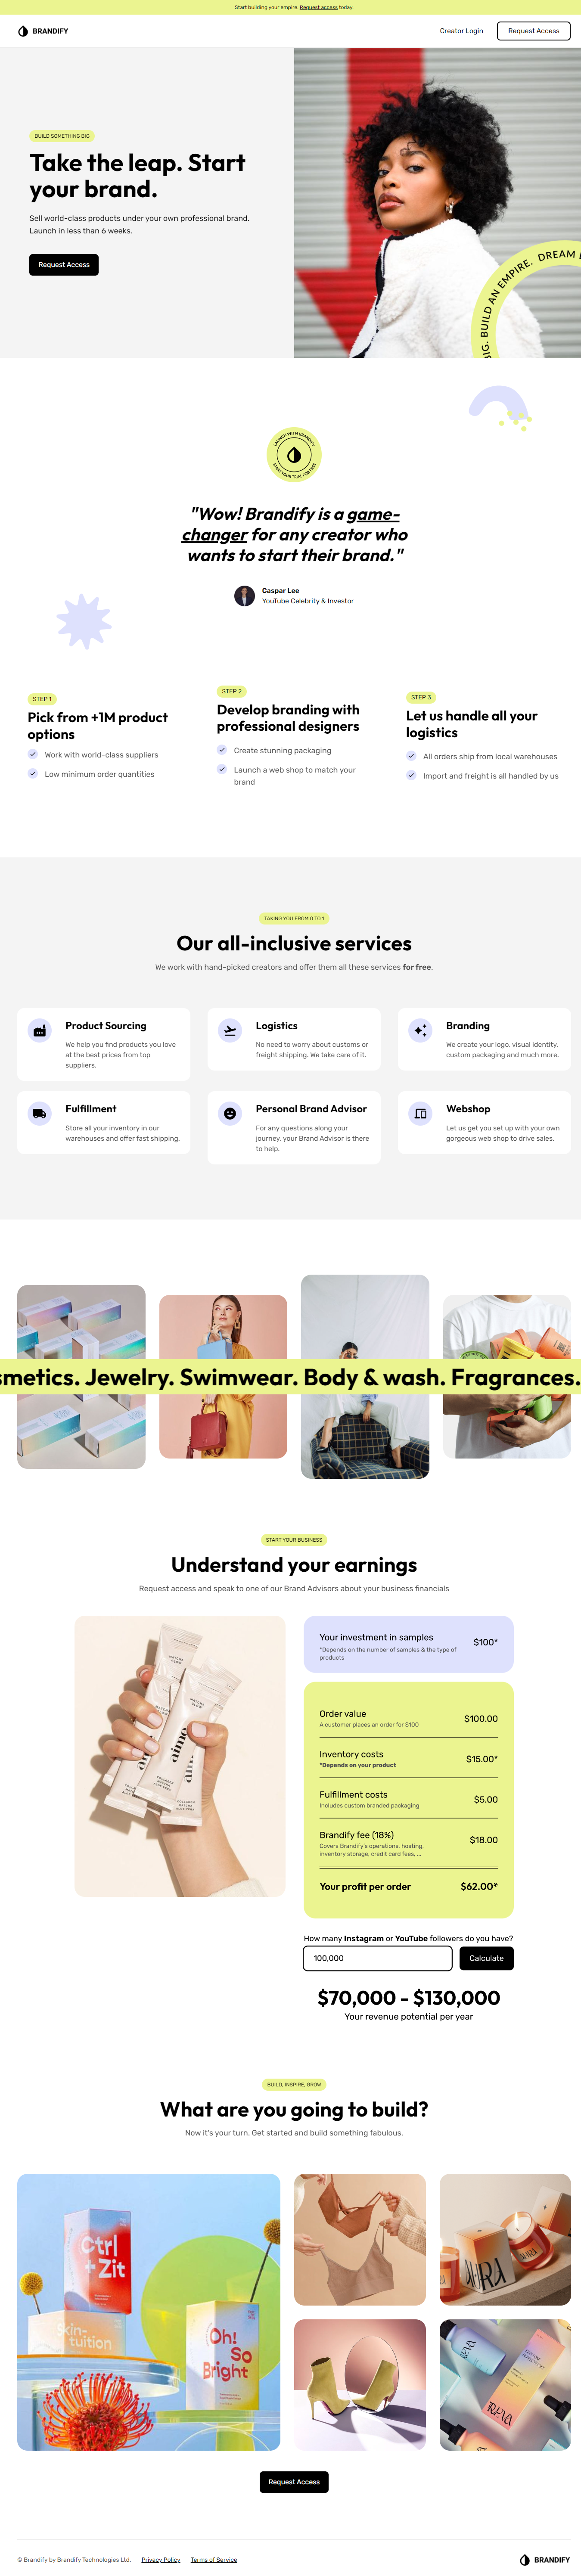 Start building your empire. Request access today.
BRANDIFY
Creator Login
Request Access
BUILD SOMETHING BIG
Take the leap. Start
your brand.
Sell world-class products under your own professional brand.
Launch in less than 6 weeks.
Request Access
BIG. BUILD AN EMPIRE. DREAM
LAUNCH WITH BRANDIFY
START YOUR TRIAL FOR FREE
"Wow! Brandify is a game-
changer for any creator who
wants to start their brand."
Caspar Lee
YouTube Celebrity & Investor
STEP 1
Pick from +1M product
options
Work with world-class suppliers
Low minimum order quantities
STEP 2
Develop branding with
professional designers
Create stunning packaging
Launch a web shop to match your
brand
STEP 3
Let us handle all your
logistics
All orders ship from local warehouses
Import and freight is all handled by us
TAKING YOU FROM 0 TO 1
Our all-inclusive services
We work with hand-picked creators and offer them all these services for free.
Product Sourcing
We help you find products you love
at the best prices from top
suppliers.
Logistics
No need to worry about customs or
freight shipping. We take care of it.
Branding
We create your logo, visual identity,
custom packaging and much more.
Fulfillment
Store all your inventory in our
warehouses and offer fast shipping.
Personal Brand Advisor
For any questions along your
journey, your Brand Advisor is there
to help.
Webshop
Let us get you set up with your own
gorgeous web shop to drive sales.
smetics. Jewelry. Swimwear. Body & wash. Fragrances.
START YOUR BUSINESS
Understand your earnings
Request access and speak to one of our Brand Advisors about your business financials
MATCHA
GLOW
MATCHA
GLOW
COLLAGEN
MATCHA
ALOE VERA
Your investment in samples
*Depends on the number of samples & the type of
products
$100*
Order value
A customer places an order for $100
$100.00
Inventory costs
*Depends on your product
$15.00*
Fulfillment costs
Includes custom branded packaging
$5.00
Brandify fee (18%)
Covers Brandify's operations, hosting,
inventory storage, credit card fees, ...
$18.00
Your profit per order
$62.00*
How many Instagram or YouTube followers do you have?
100,000
Calculate
$70,000 - $130,000
Your revenue potential per year
BUILD, INSPIRE, GROW
What are you going to build?
Now it's your turn. Get started and build something fabulous.
Ctrl
+Zit
Skin-
tuition
Oh!
So
Bright
Request Access
© Brandify by Brandify Technologies Ltd.
Privacy Policy
Terms of Service
BRANDIFY